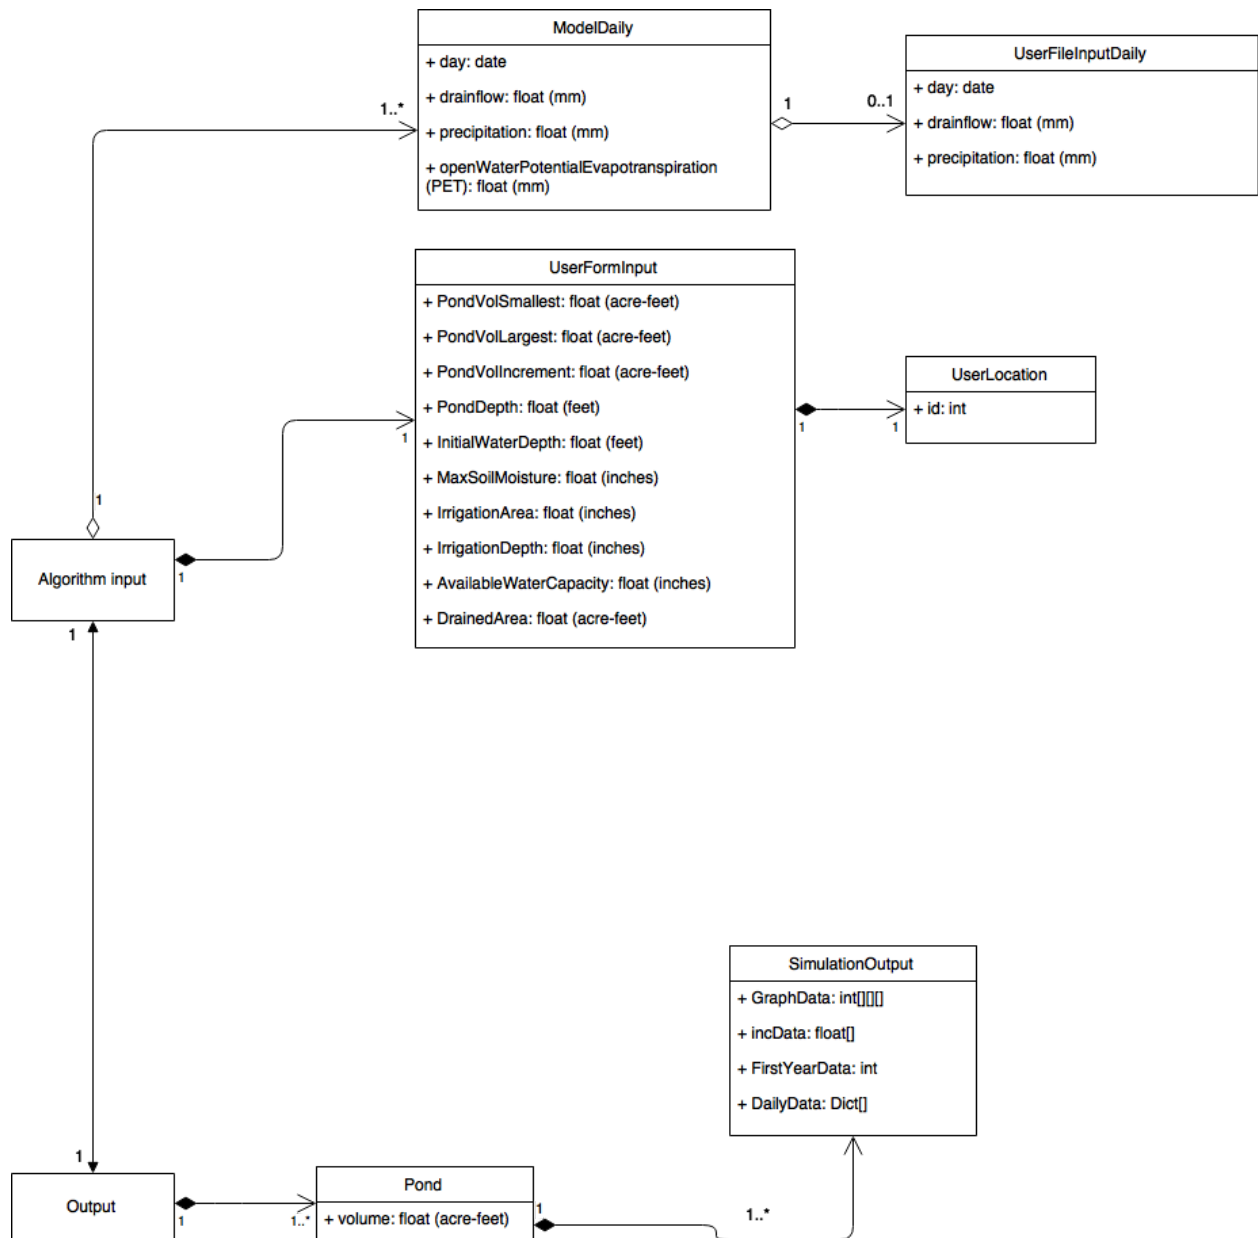 ModelDaily
+ day: date
+ drainflow: float (mm)
+ precipitation: float (mm)
+ openWaterPotentialEvapotranspiration
(PET): float (mm)
1..*
1
0..1
UserFileInputDaily
+ day: date
+ drainflow: float (mm)
+ precipitation: float (mm)
UserFormInput
+ PondVolSmallest: float (acre-feet)
+ PondVolLargest: float (acre-feet)
+ PondVolIncrement: float (acre-feet)
+ PondDepth: float (feet)
+ InitialWaterDepth: float (feet)
+ MaxSoilMoisture: float (inches)
+ IrrigationArea: float (inches)
+ IrrigationDepth: float (inches)
+ AvailableWaterCapacity: float (inches)
+ DrainedArea: float (acre-feet)
1
1
1
UserLocation
+ id: int
1
Algorithm input
1
1
1
Output
1
1..*
Pond
+ volume: float (acre-feet)
1
1..*
SimulationOutput
+ GraphData: int[][][]
+ incData: float[]
+ FirstYearData: int
+ DailyData: Dict[]